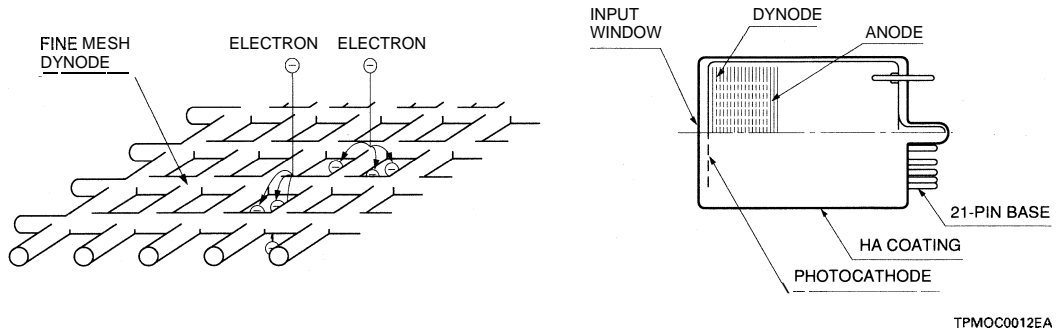 FINE MESH
DYNODE
ELECTRON
ELECTRON
INPUT
WINDOW
DYNODE
ANODE
21-PIN BASE
HA COATING
PHOTOCATHODE
TPMOC0012EA